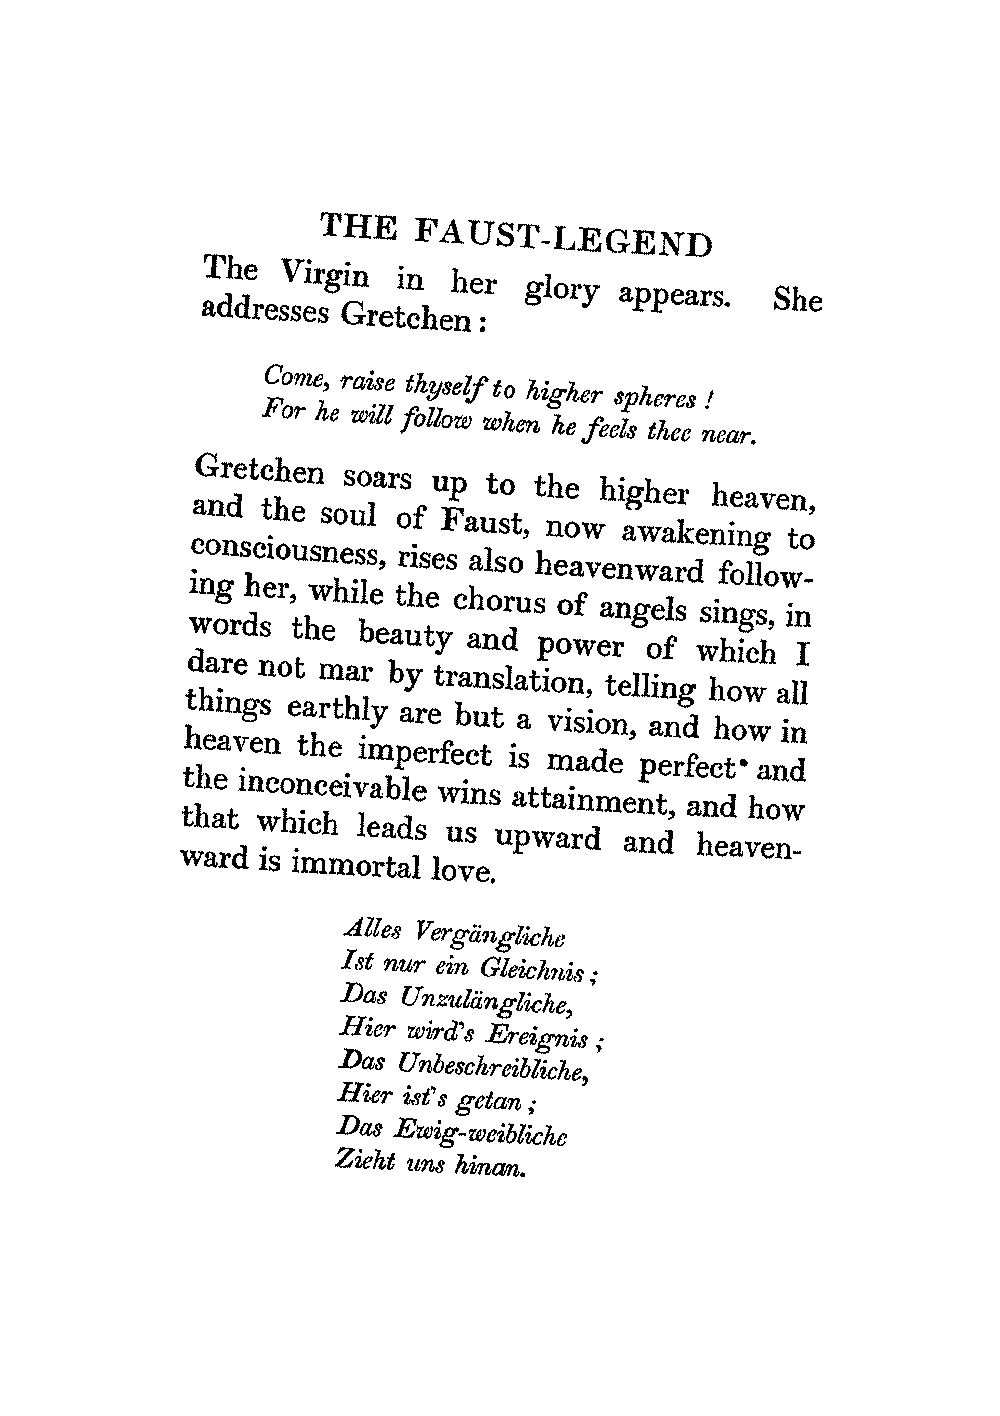 THE FAUST-LEGEND
The Virgin in her glory appears. She
addresses Gretchen :
Come, raise thyself to higher spheres !
For he will follow when he feels thee near.
Gretchen soars up to the higher heaven,
and the soul of Faust, now awakening to
consciousness, rises also heavenward follow-
ing her, while the chorus of angels sings, in
words the beauty and power of which I
dare not mar by translation, telling how all
things earthly are but a vision, and how in
heaven the imperfect is made perfect• and
the inconceivable wins attainment, and how
that which leads us upward and heaven-
ward is immortal love.
Alles Vergängliche
Ist nur ein Gleichnis ;
Das Unzulängliche,
Hier wird's Ereignis ;
Das Unbeschreibliche,
Hier ist's getan ;
Das Ewig-weibliche
Zieht uns hinan.